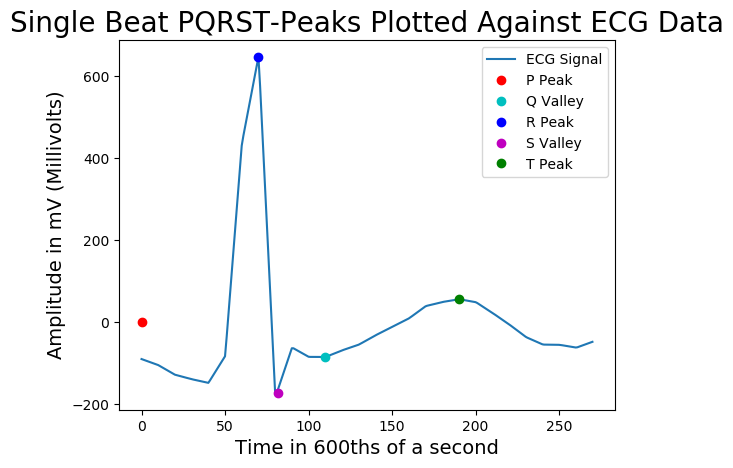 Single Beat PQRST-Peaks Plotted Against ECG Data
ECG Signal
P Peak
Q Valley
R Peak
S Valley
T Peak
Amplitude in mV (Millivolts)
600
400
200
0
−200
0 50 100 150 200 250
Time in 600ths of a second